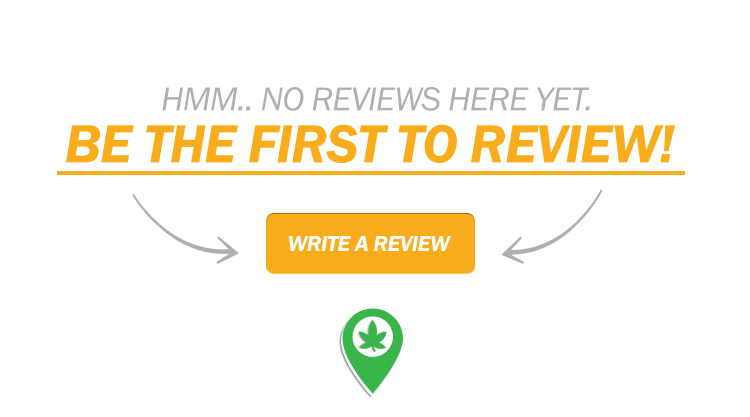 HMM.. NO REVIEWS HERE YET.
BE THE FIRST TO REVIEW!
WRITE A REVIEW